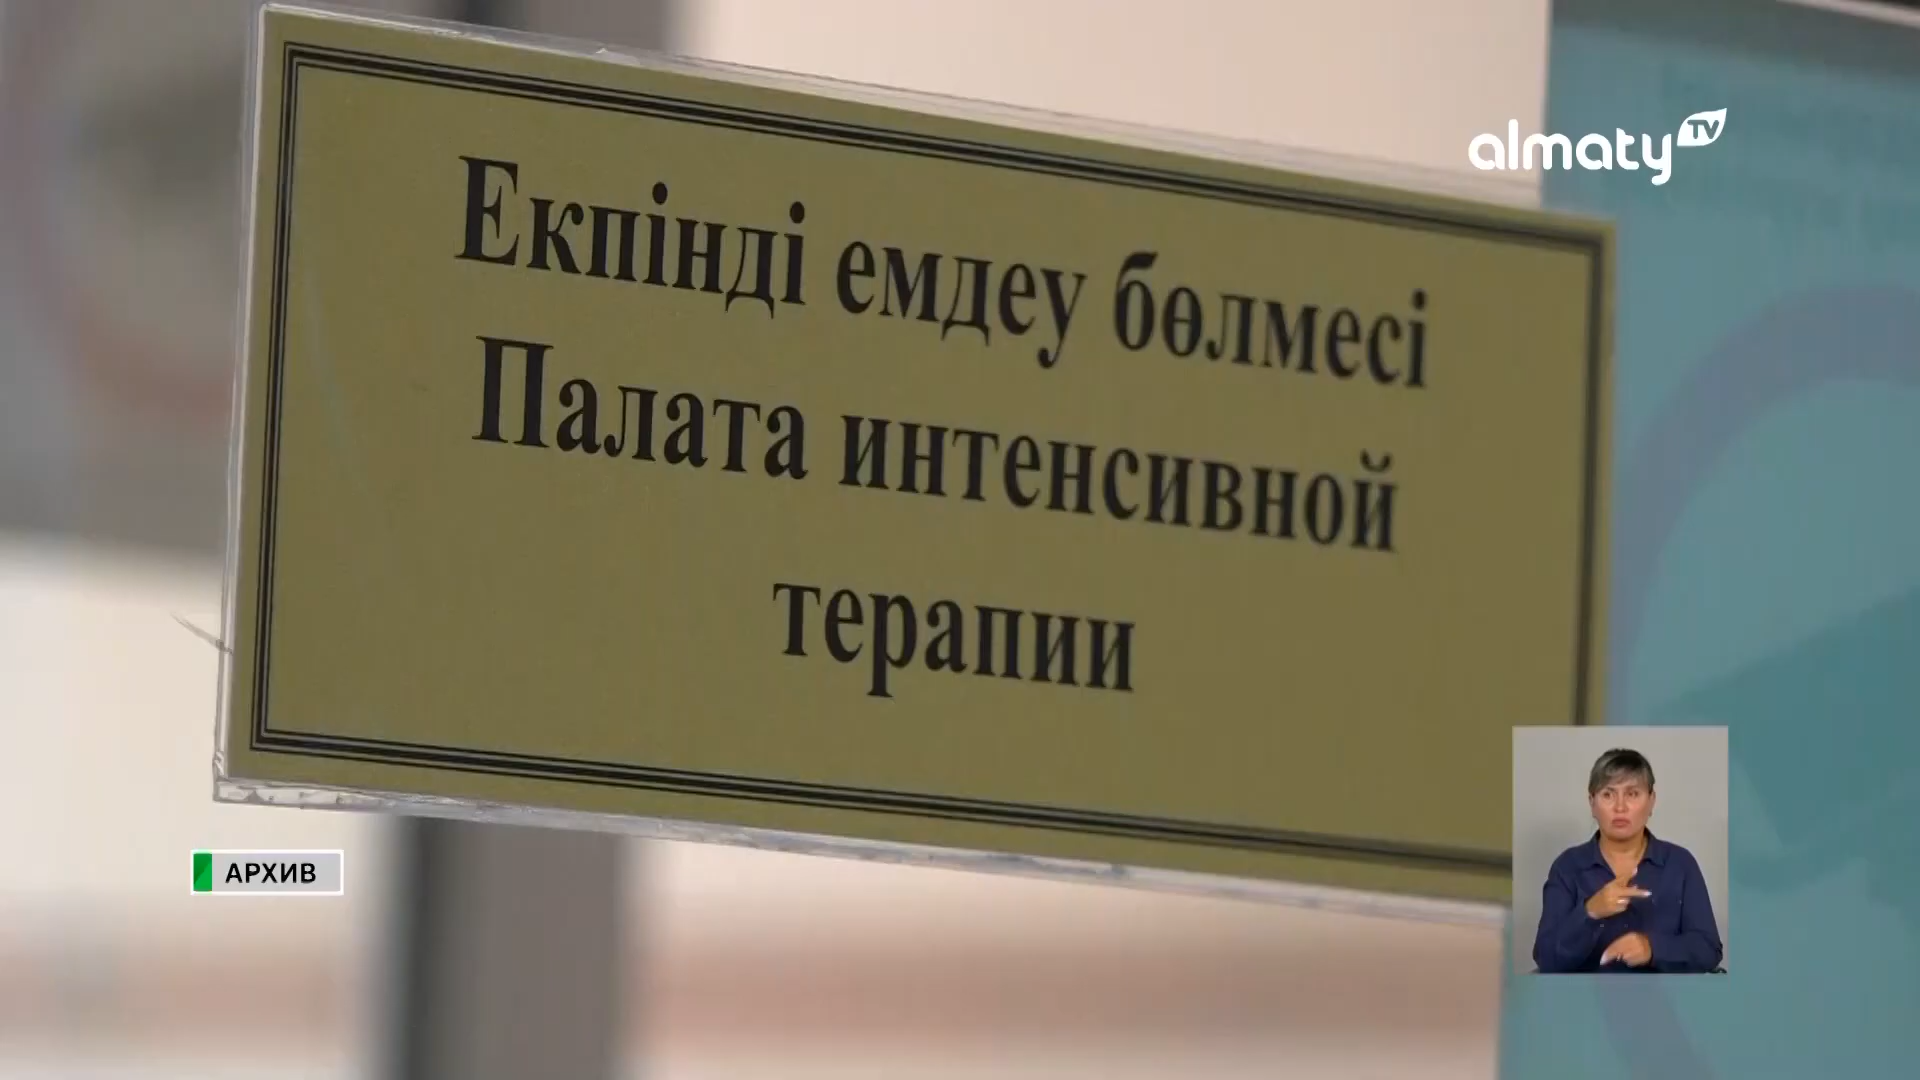 almaty TV
Екпінді емдеу бөлмесі
Палата интенсивной
терапии
АРХИВ